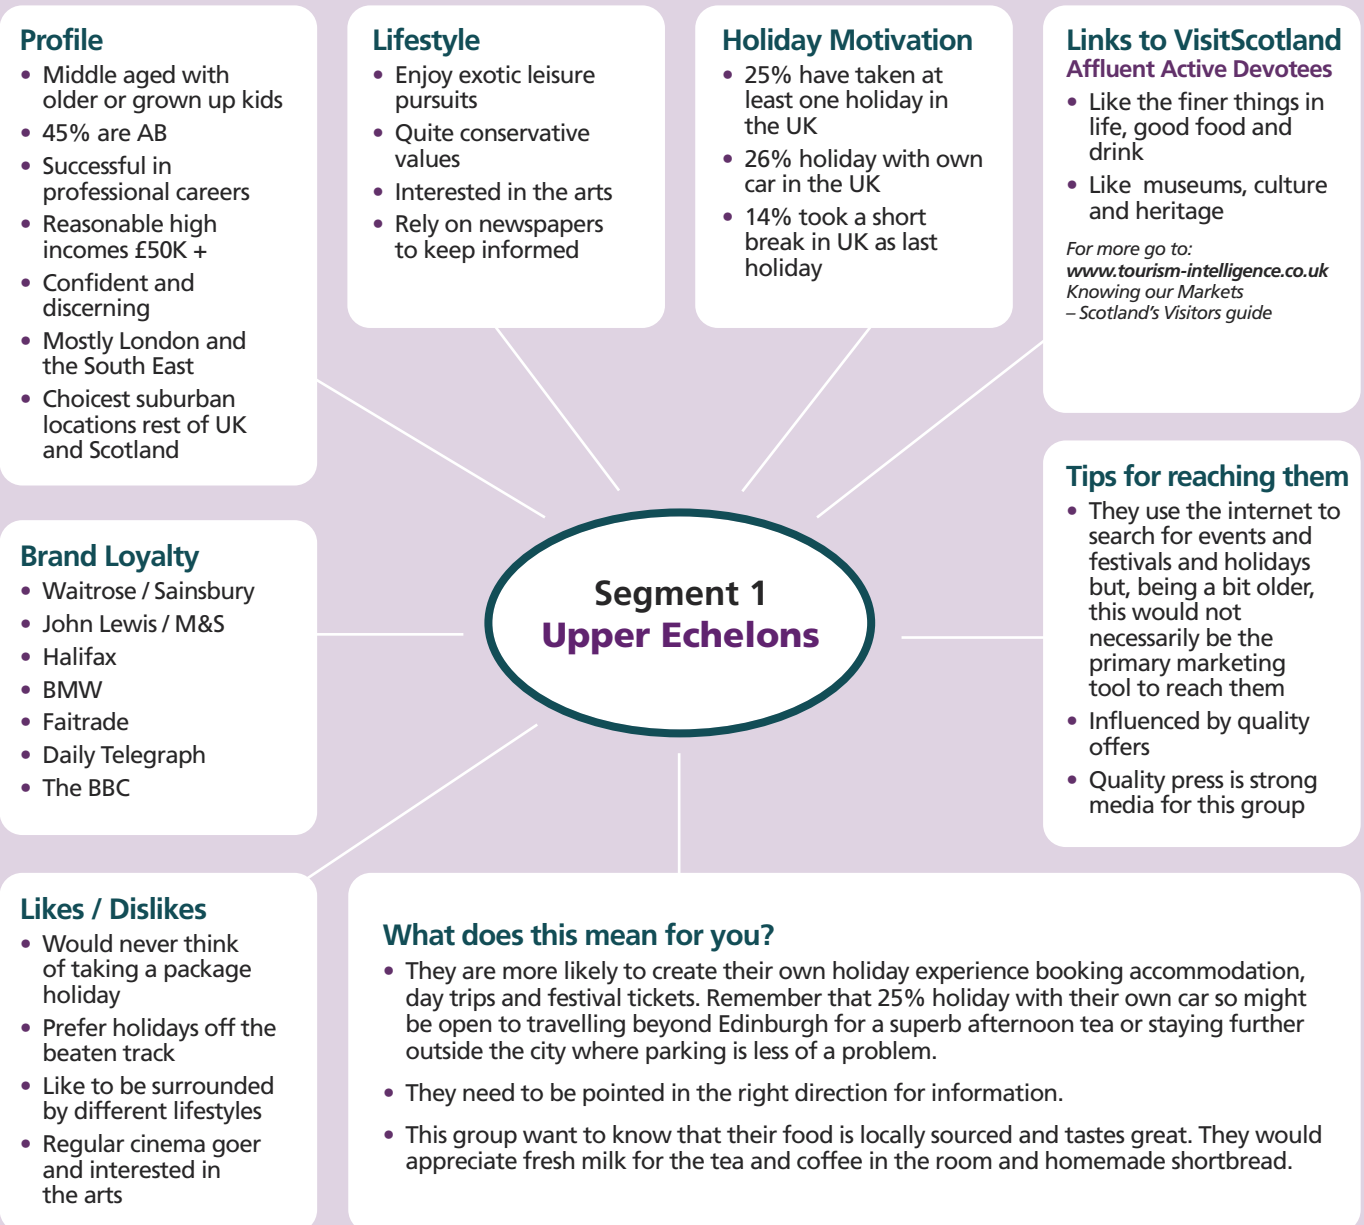 Profile
• Middle aged with
older or grown up kids
• 45% are AB
• Successful in
professional careers
• Reasonable high
incomes £50K +
• Confident and
discerning
• Mostly London and
the South East
• Choicest suburban
locations rest of UK
and Scotland
Lifestyle
• Enjoy exotic leisure
pursuits
• Quite conservative
values
• Interested in the arts
• Rely on newspapers
to keep informed
Holiday Motivation
• 25% have taken at
least one holiday in
the UK
• 26% holiday with own
car in the UK
• 14% took a short
break in UK as last
holiday
Links to VisitScotland
Affluent Active Devotees
• Like the finer things in
life, good food and
drink
• Like museums, culture
and heritage
For more go to:
www.tourism-intelligence.co.uk
Knowing our Markets
– Scotland's Visitors guide
Brand Loyalty
• Waitrose / Sainsbury
• John Lewis / M&S
• Halifax
• BMW
• Faitrade
• Daily Telegraph
• The BBC
Segment 1
Upper Echelons
Tips for reaching them
• They use the internet to
search for events and
festivals and holidays
but, being a bit older,
this would not
necessarily be the
primary marketing
tool to reach them
• Influenced by quality
offers
• Quality press is strong
media for this group
Likes / Dislikes
• Would never think
of taking a package
holiday
• Prefer holidays off the
beaten track
• Like to be surrounded
by different lifestyles
• Regular cinema goer
and interested in
the arts
What does this mean for you?
• They are more likely to create their own holiday experience booking accommodation,
day trips and festival tickets. Remember that 25% holiday with their own car so might
be open to travelling beyond Edinburgh for a superb afternoon tea or staying further
outside the city where parking is less of a problem.
• They need to be pointed in the right direction for information.
• This group want to know that their food is locally sourced and tastes great. They would
appreciate fresh milk for the tea and coffee in the room and homemade shortbread.